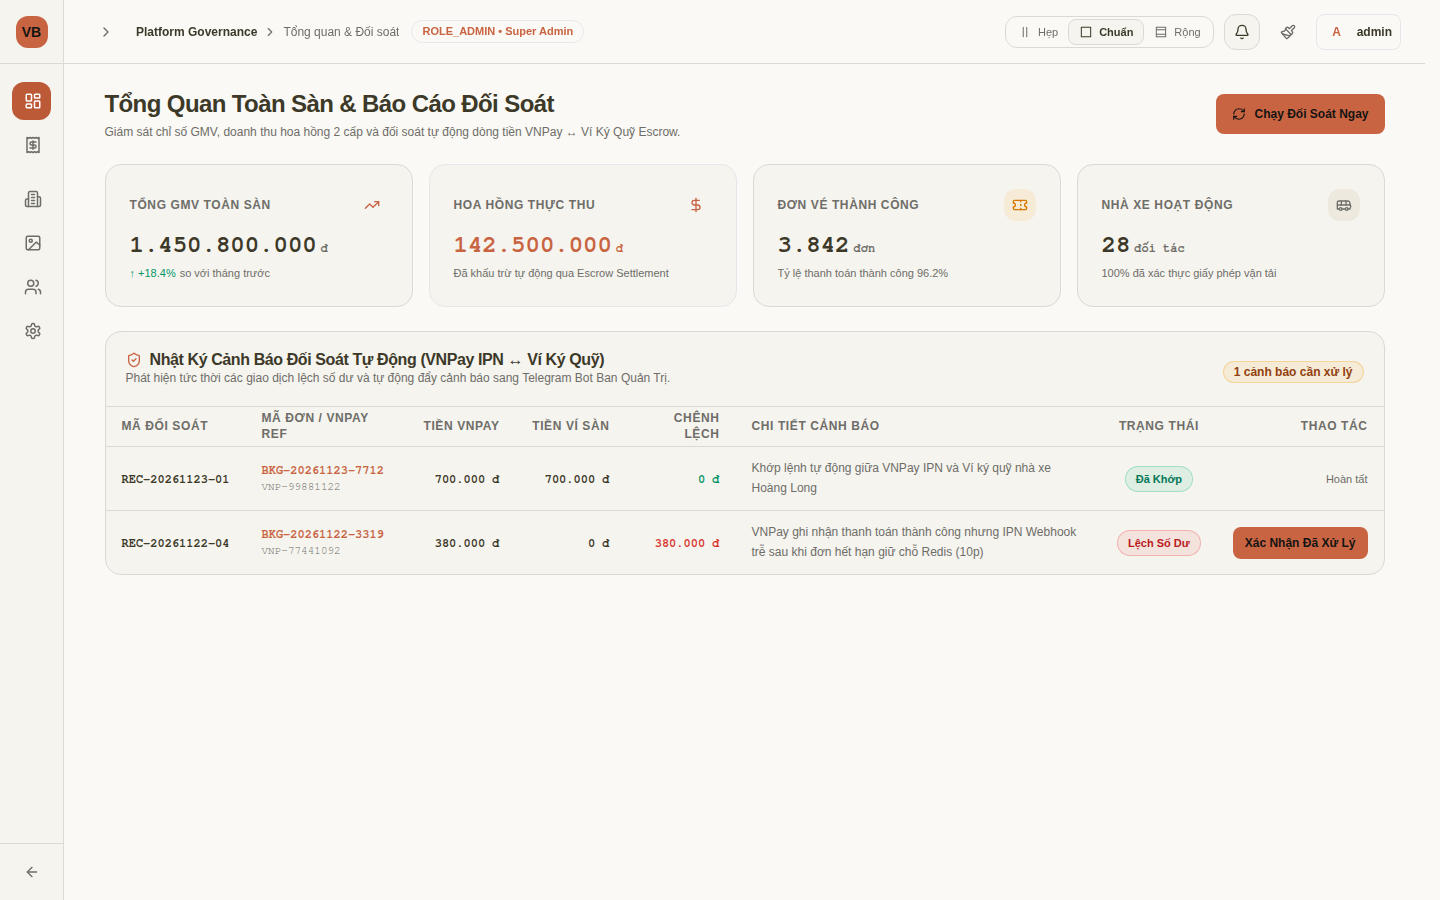 VB
Platform Governance
Tổng quan & Đối soát
ROLE_ADMIN • Super Admin
Hẹp
Chuẩn
Rộng
A
admin
Tổng Quan Toàn Sàn & Báo Cáo Đối Soát
Giám sát chỉ số GMV, doanh thu hoa hồng 2 cấp và đối soát tự động dòng tiền VNPay ↔ Ví Ký Quỹ Escrow.
Chạy Đối Soát Ngay
TỔNG GMV TOÀN SÀN
1.450.800.000 đ
↑ +18.4% so với tháng trước
HOA HỒNG THỰC THU
142.500.000 đ
Đã khấu trừ tự động qua Escrow Settlement
ĐƠN VÉ THÀNH CÔNG
3.842 đơn
Tỷ lệ thanh toán thành công 96.2%
NHÀ XE HOẠT ĐỘNG
28 đối tác
100% đã xác thực giấy phép vận tải
Nhật Ký Cảnh Báo Đối Soát Tự Động (VNPay IPN ↔ Ví Ký Quỹ)
Phát hiện tức thời các giao dịch lệch số dư và tự động đẩy cảnh báo sang Telegram Bot Ban Quản Trị.
1 cảnh báo cần xử lý
MÃ ĐỐI SOÁT
MÃ ĐƠN / VNPAY
REF
TIỀN VNPAY
TIỀN VÍ SÀN
CHÊNH
LỆCH
CHI TIẾT CẢNH BÁO
TRẠNG THÁI
THAO TÁC
REC-20261123-01
BKG-20261123-7712
VNP-99881122
700.000 đ
700.000 đ
0 đ
Khớp lệnh tự động giữa VNPay IPN và Ví ký quỹ nhà xe
Hoàng Long
Đã Khớp
Hoàn tất
REC-20261122-04
BKG-20261122-3319
VNP-77441092
380.000 đ
0 đ
380.000 đ
VNPay ghi nhận thanh toán thành công nhưng IPN Webhook
trễ sau khi đơn hết hạn giữ chỗ Redis (10p)
Lệch Số Dư
Xác Nhận Đã Xử Lý